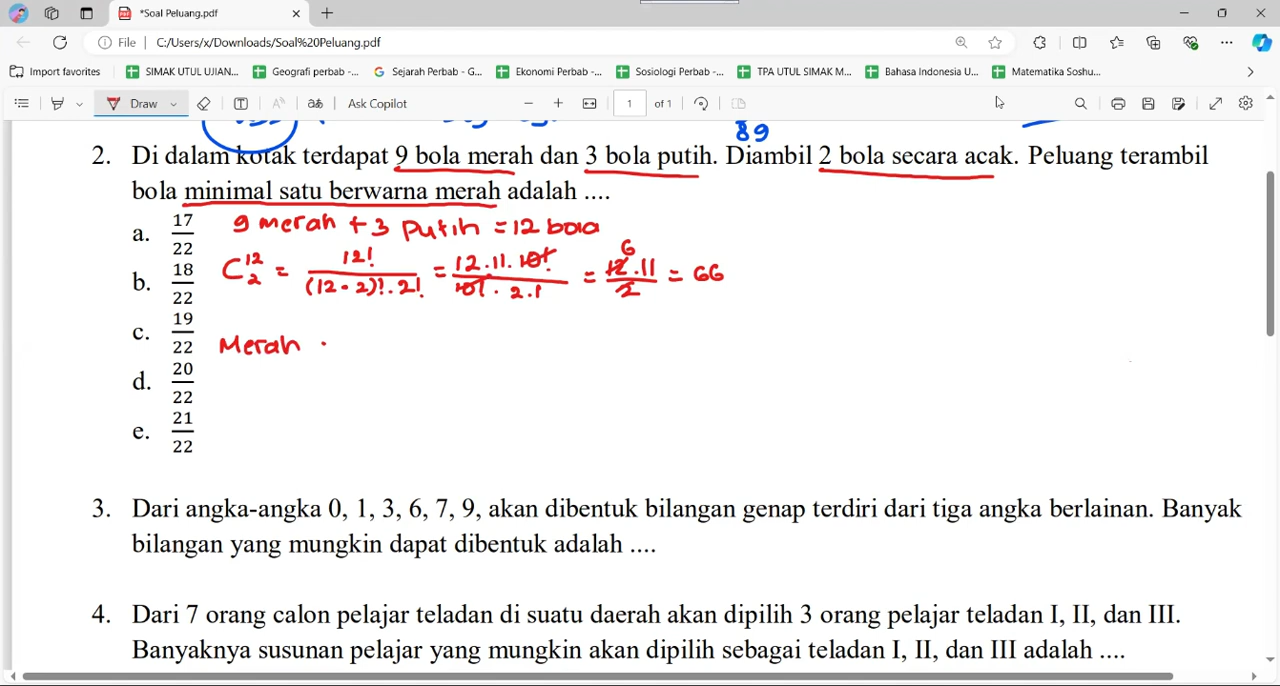 *Soal Peluang.pdf
File C:/Users/x/Downloads/Soal%20Peluang.pdf
Import favorites SIMAK UTUL UJIAN... Geografi perbab -... Sejarah Perbab - G... Ekonomi Perbab -... Sosiologi Perbab -... TPA UTUL SIMAK M... Bahasa Indonesia U... Matematika Soshu...
Draw Ask Copilot 1 of 1
89
2. Di dalam kotak terdapat 9 bola merah dan 3 bola putih. Diambil 2 bola secara acak. Peluang terambil
bola minimal satu berwarna merah adalah ....
a. 17/22
9 merah + 3 Putih = 12 bola
b. 18/22
C 12 2 = 12! / (12-2)! . 2! = 12 . 11 . 10! / 10! . 2.1 = 6 12 . 11 / 2 = 66
c. 19/22
Merah
d. 20/22
e. 21/22
3. Dari angka-angka 0, 1, 3, 6, 7, 9, akan dibentuk bilangan genap terdiri dari tiga angka berlainan. Banyak
bilangan yang mungkin dapat dibentuk adalah ....
4. Dari 7 orang calon pelajar teladan di suatu daerah akan dipilih 3 orang pelajar teladan I, II, dan III.
Banyaknya susunan pelajar yang mungkin akan dipilih sebagai teladan I, II, dan III adalah ....